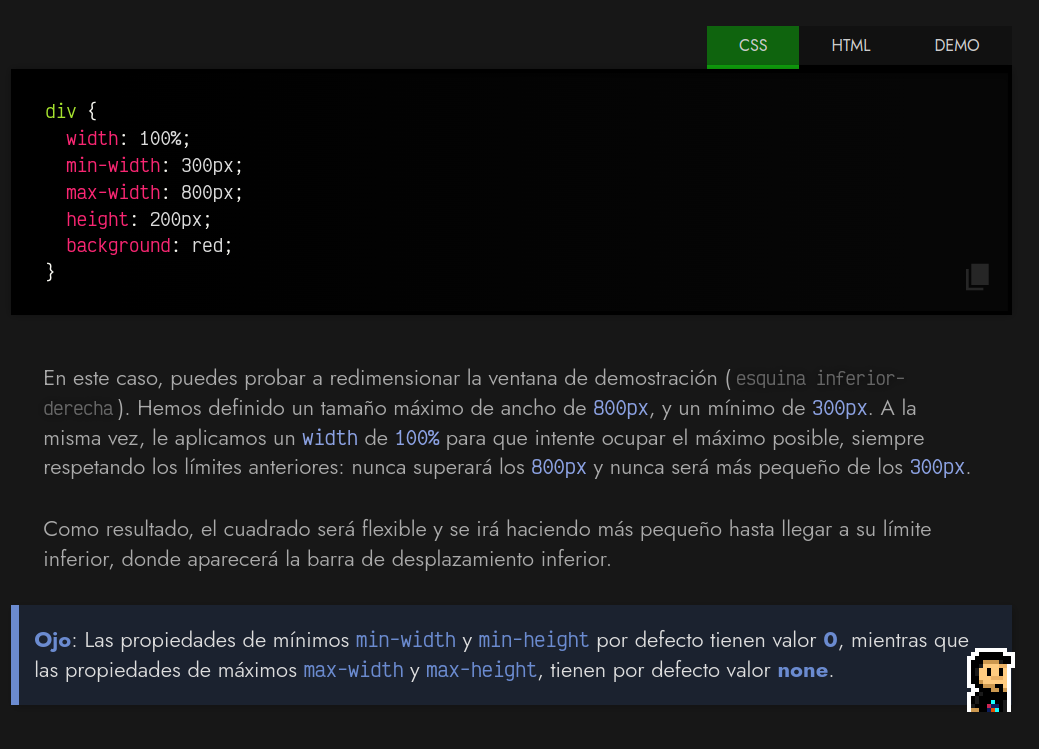 CSS HTML DEMO
div {
  width: 100%;
  min-width: 300px;
  max-width: 800px;
  height: 200px;
  background: red;
}
En este caso, puedes probar a redimensionar la ventana de demostración (esquina inferior-
derecha). Hemos definido un tamaño máximo de ancho de 800px, y un mínimo de 300px. A la
misma vez, le aplicamos un width de 100% para que intente ocupar el máximo posible, siempre
respetando los límites anteriores: nunca superará los 800px y nunca será más pequeño de los 300px.
Como resultado, el cuadrado será flexible y se irá haciendo más pequeño hasta llegar a su límite
inferior, donde aparecerá la barra de desplazamiento inferior.
Ojo: Las propiedades de mínimos min-width y min-height por defecto tienen valor 0, mientras que
las propiedades de máximos max-width y max-height, tienen por defecto valor none.